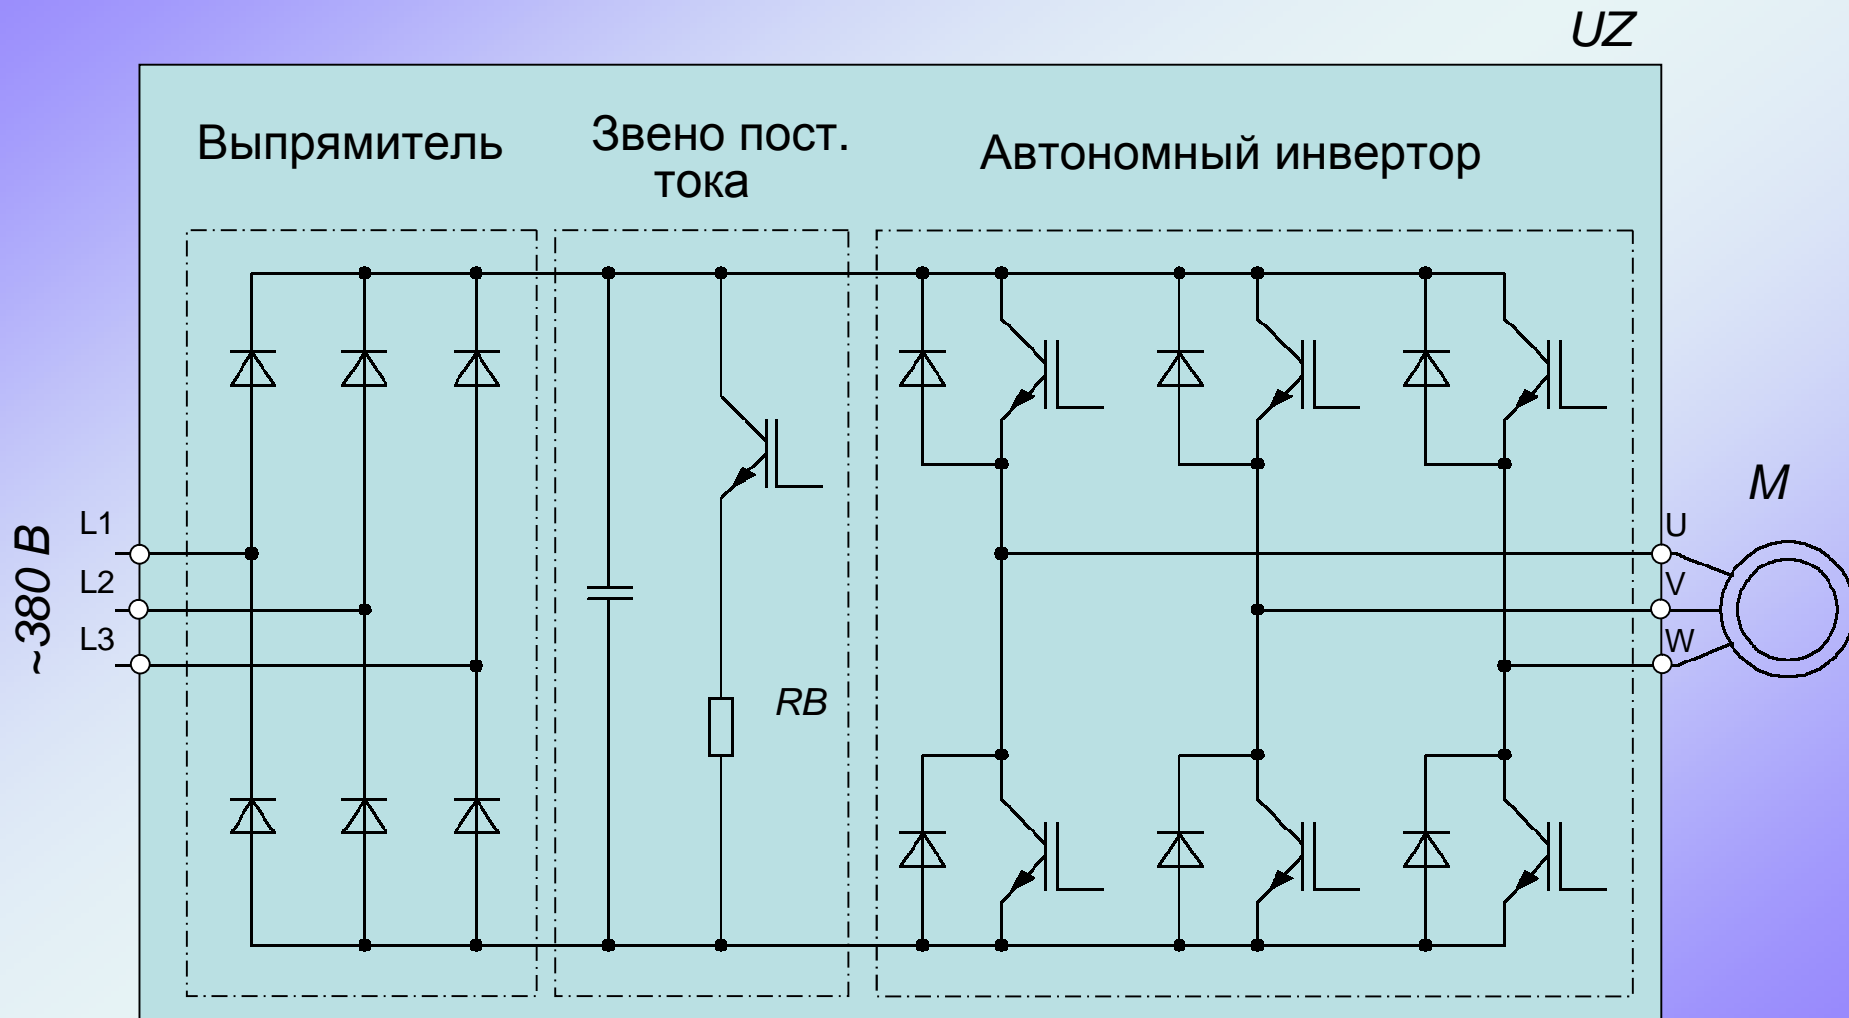 UZ
Выпрямитель
Звено пост.
тока
Автономный инвертор
~380 В
L1
L2
L3
RB
U
V
W
M